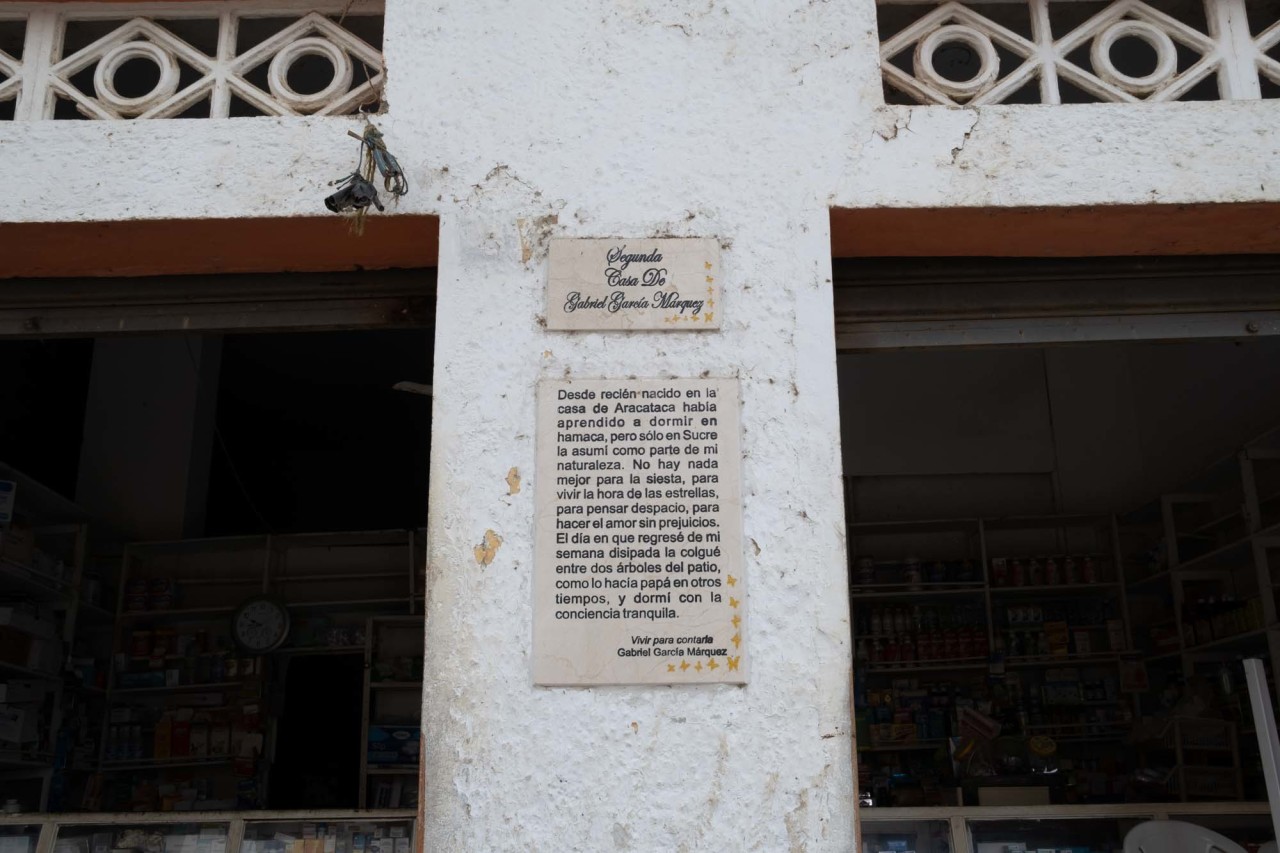 Segunda
Casa De
Gabriel García Márquez
Desde recién nacido en la
casa de Aracataca había
aprendido a dormir en
hamaca, pero sólo en Sucre
la asumí como parte de mi
naturaleza. No hay nada
mejor para la siesta, para
vivir la hora de las estrellas,
para pensar despacio, para
hacer el amor sin prejuicios.
El día en que regresé de mi
semana disipada la colgué
entre dos árboles del patio,
como lo hacía papá en otros
tiempos, y dormí con la
conciencia tranquila.
Vivir para contarla
Gabriel García Márquez